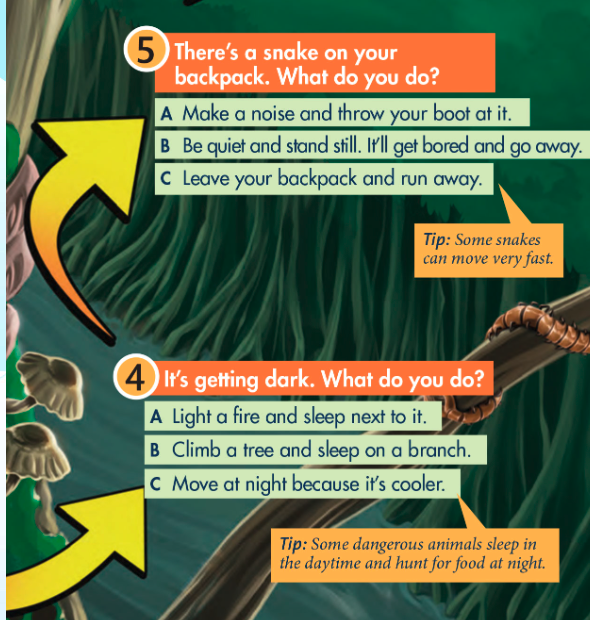 5
There's a snake on your
backpack. What do you do?
A Make a noise and throw your boot at it.
B Be quiet and stand still. It'll get bored and go away.
C Leave your backpack and run away.
Tip: Some snakes
can move very fast.
4 It's getting dark. What do you do?
A Light a fire and sleep next to it.
B Climb a tree and sleep on a branch.
C Move at night because it's cooler.
Tip: Some dangerous animals sleep in
the daytime and hunt for food at night.